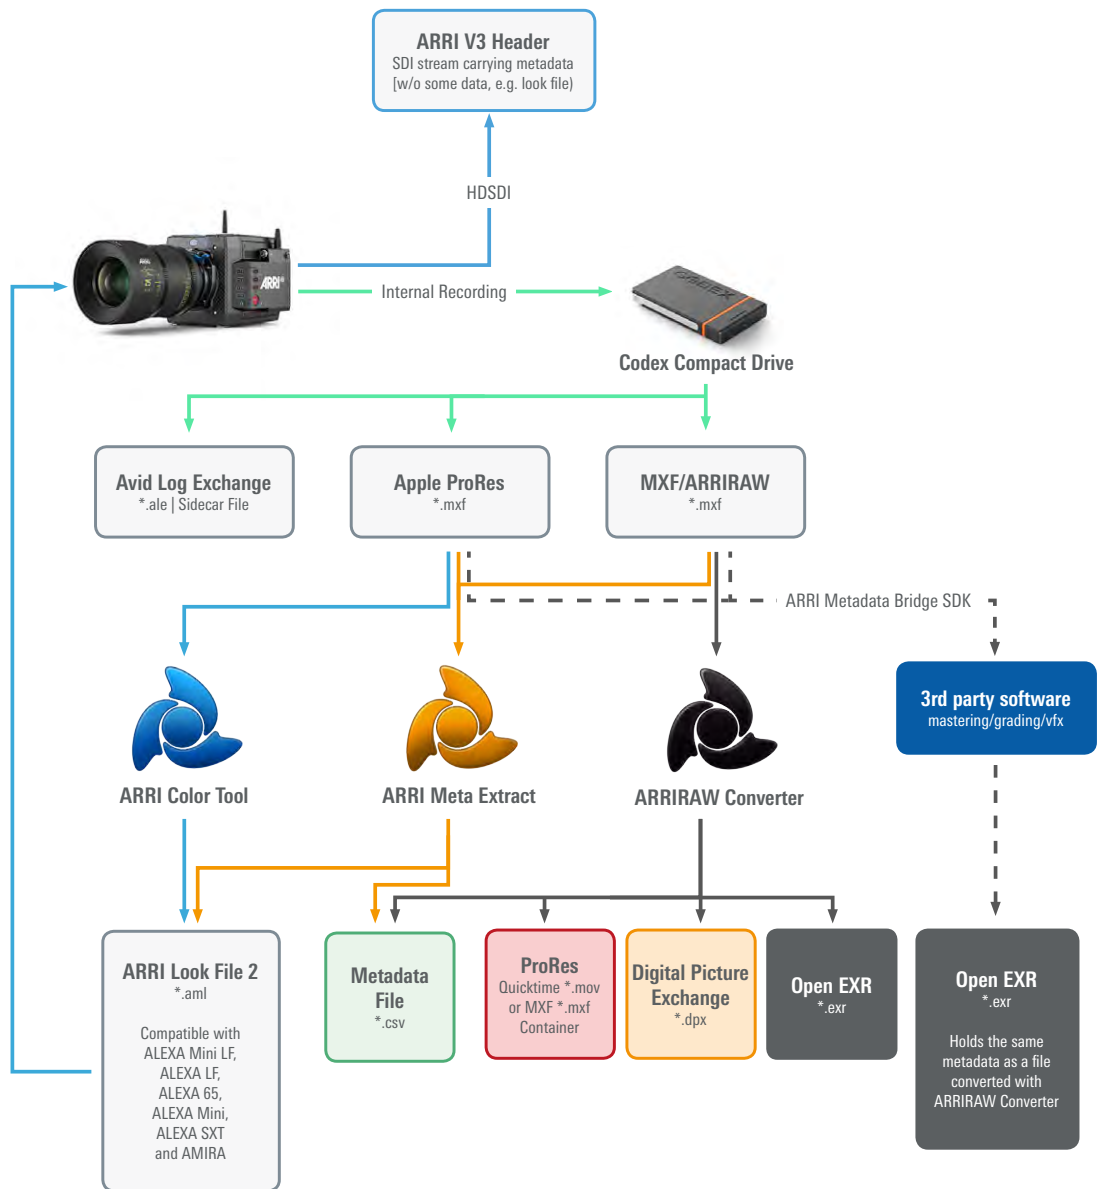 ARRI V3 Header
SDI stream carrying metadata
[w/o some data, e.g. look file)
HDSDI
ARRI
ARRI
Internal Recording
CODEX
Codex Compact Drive
Avid Log Exchange
*.ale | Sidecar File
Apple ProRes
*.mxf
MXF/ARRIRAW
*.mxf
ARRI Metadata Bridge SDK
3rd party software
mastering/grading/vfx
ARRI Color Tool
ARRI Meta Extract
ARRIRAW Converter
ARRI Look File 2
*.aml
Compatible with
ALEXA Mini LF,
ALEXA LF,
ALEXA 65,
ALEXA Mini,
ALEXA SXT
and AMIRA
Metadata
File
*.csv
ProRes
Quicktime *.mov
or MXF *.mxf
Container
Digital Picture
Exchange
*.dpx
Open EXR
*.exr
Open EXR
*.exr
Holds the same
metadata as a file
converted with
ARRIRAW Converter